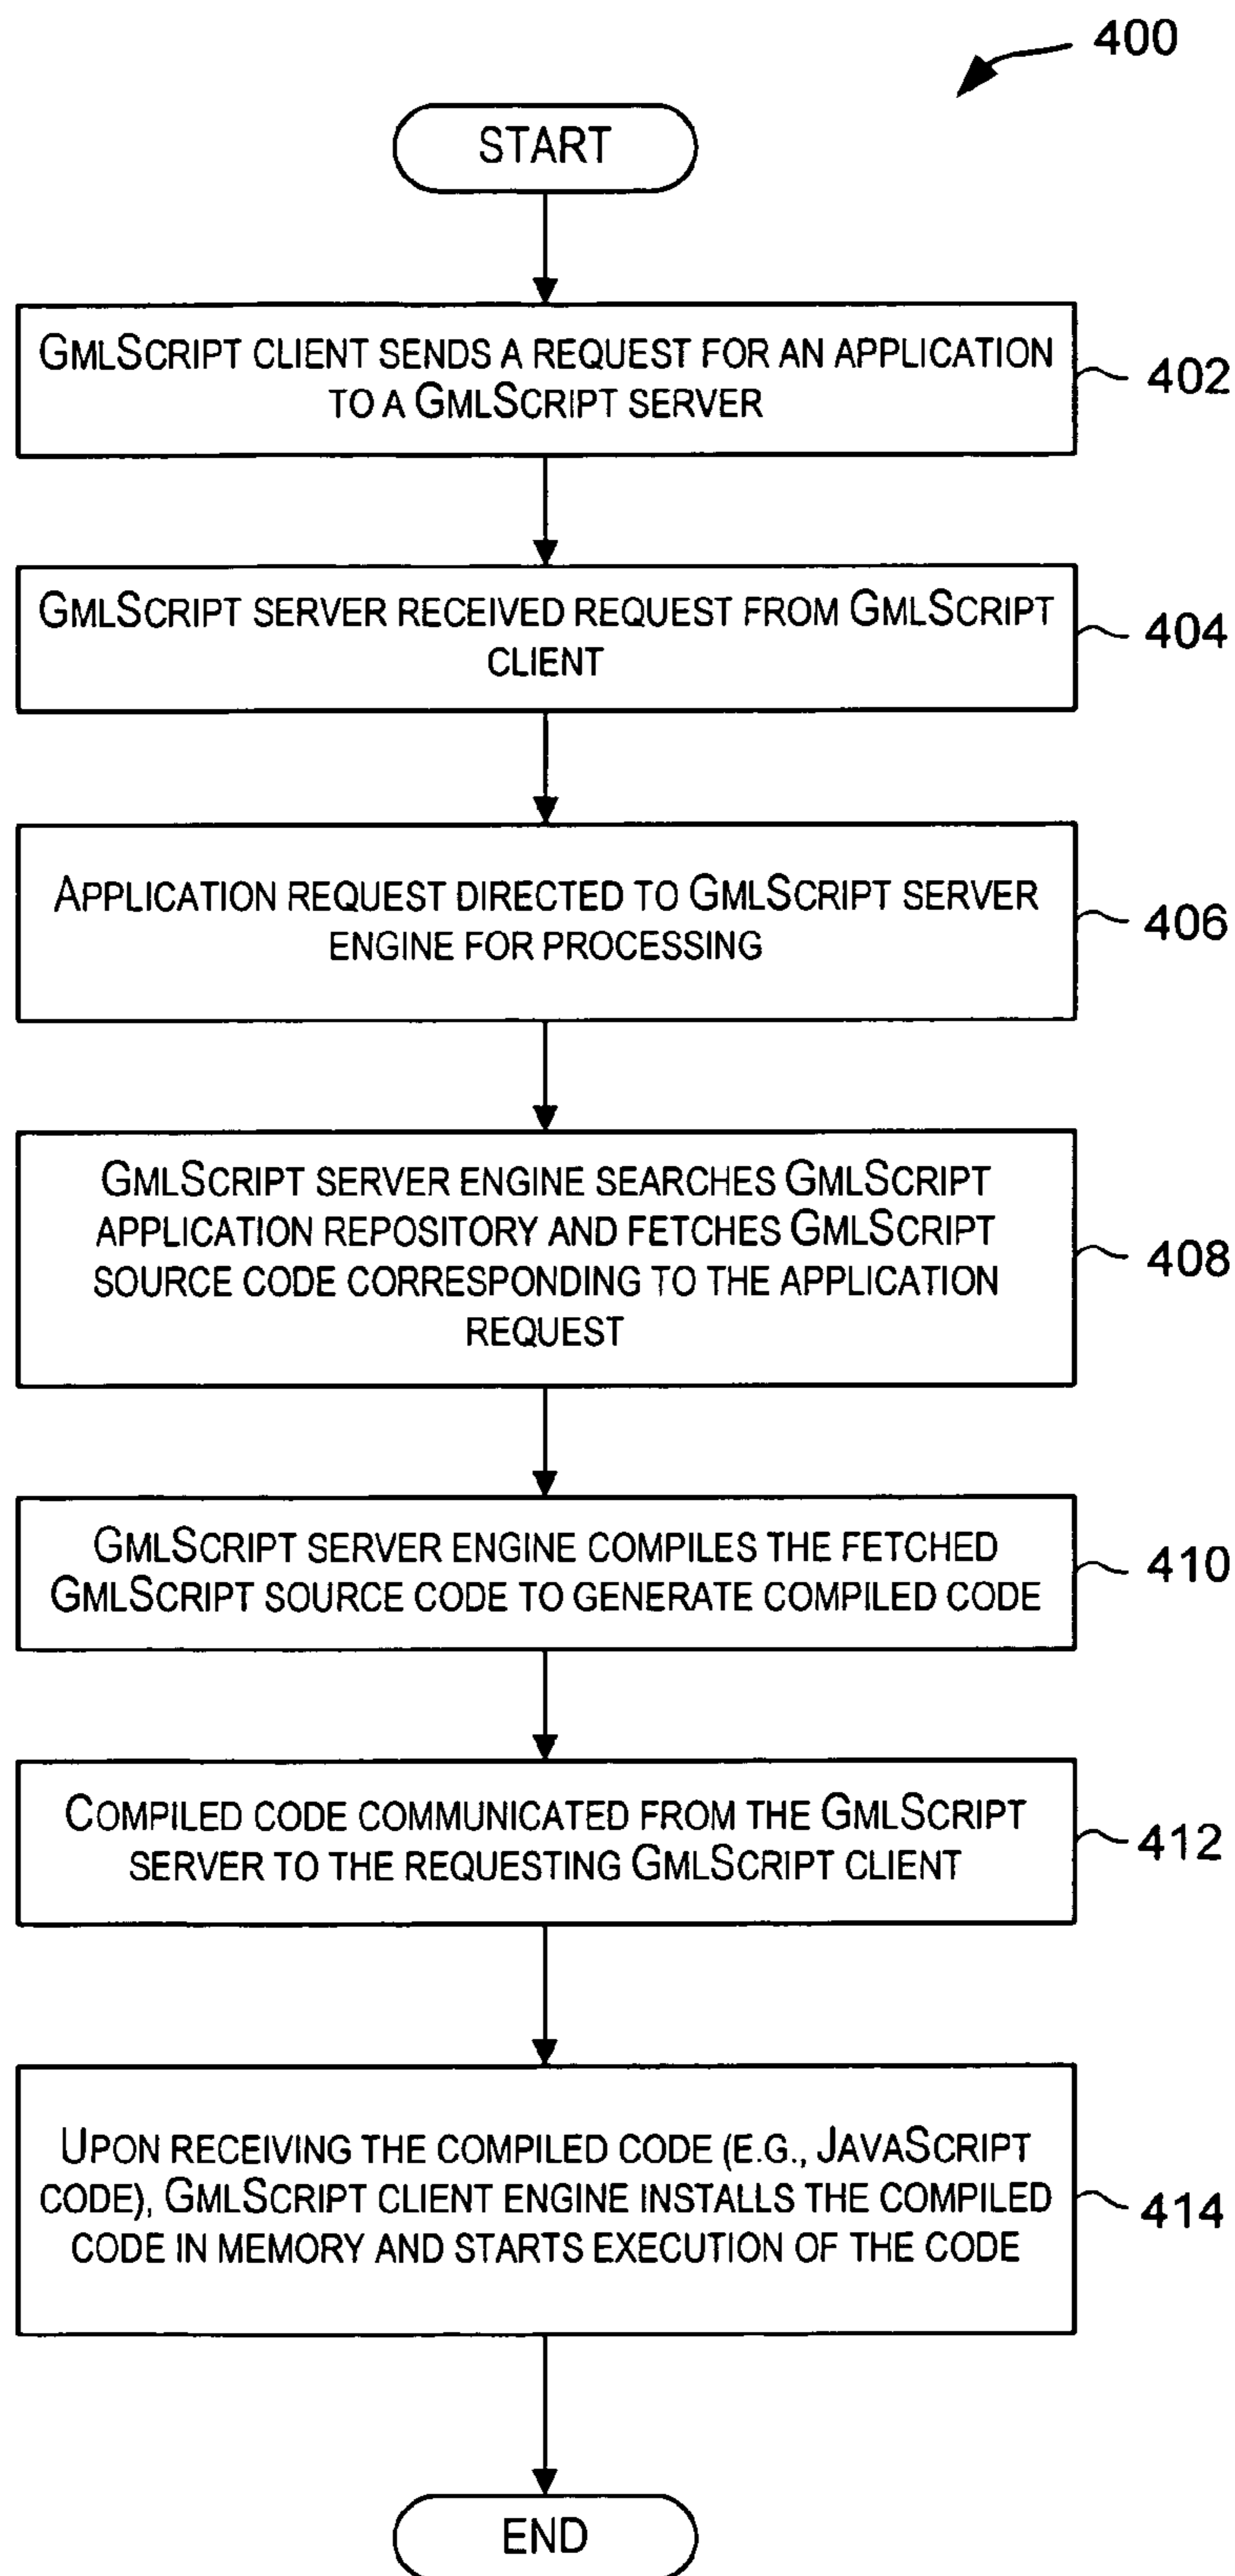 400
START
GMLSCRIPT CLIENT SENDS A REQUEST FOR AN APPLICATION
TO A GMLSCRIPT SERVER
402
GMLSCRIPT SERVER RECEIVED REQUEST FROM GMLSCRIPT
CLIENT
404
APPLICATION REQUEST DIRECTED TO GMLSCRIPT SERVER
ENGINE FOR PROCESSING
406
GMLSCRIPT SERVER ENGINE SEARCHES GMLSCRIPT
APPLICATION REPOSITORY AND FETCHES GMLSCRIPT
SOURCE CODE CORRESPONDING TO THE APPLICATION
REQUEST
408
GMLSCRIPT SERVER ENGINE COMPILES THE FETCHED
GMLSCRIPT SOURCE CODE TO GENERATE COMPILED CODE
410
COMPILED CODE COMMUNICATED FROM THE GMLSCRIPT
SERVER TO THE REQUESTING GMLSCRIPT CLIENT
412
UPON RECEIVING THE COMPILED CODE (E.G., JAVASCRIPT
CODE), GMLSCRIPT CLIENT ENGINE INSTALLS THE COMPILED
CODE IN MEMORY AND STARTS EXECUTION OF THE CODE
414
END